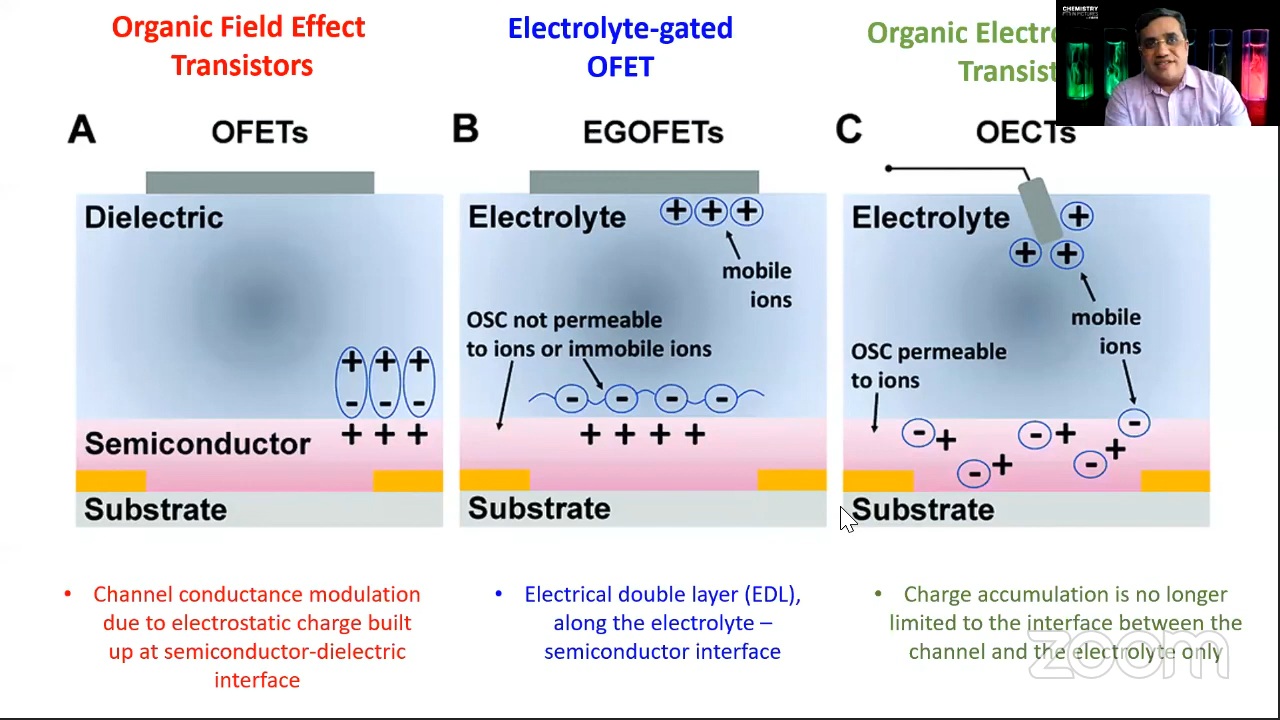 Organic Field Effect
Transistors
Electrolyte-gated
OFET
Organic
CHEMISTRY
IN PICTURES
A
OFETs
B
EGOFETs
C
OECTs
Dielectric
+ + +
- - -
+ + +
Semiconductor
Substrate
Electrolyte
+ + +
mobile
ions
OSC not permeable
to ions or immobile ions
- - - -
+ + + +
Substrate
Electrolyte
+
+ +
mobile
ions
OSC permeable
to ions
-
- + - + +
- + -
Substrate
• Channel conductance modulation
due to electrostatic charge built
up at semiconductor-dielectric
interface
• Electrical double layer (EDL),
along the electrolyte –
semiconductor interface
• Charge accumulation is no longer
limited to the interface between the
channel and the electrolyte only
zoom